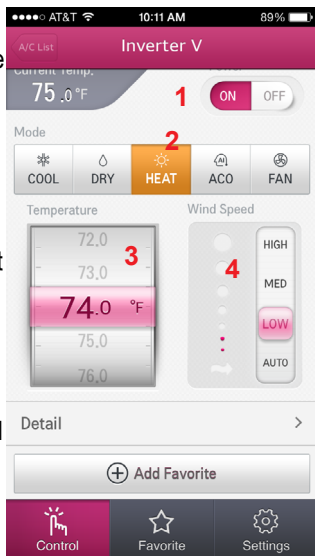 AT&T 10:11 AM 89%
A/C List Inverter V
Current Temp.
75.0°F
1 ON OFF
Mode
2
COOL DRY HEAT ACO FAN
Temperature Wind Speed
72.0
73.0
74.0 °F
75.0
76.0
3
4
HIGH
MED
LOW
AUTO
Detail >
+ Add Favorite
Control Favorite Settings